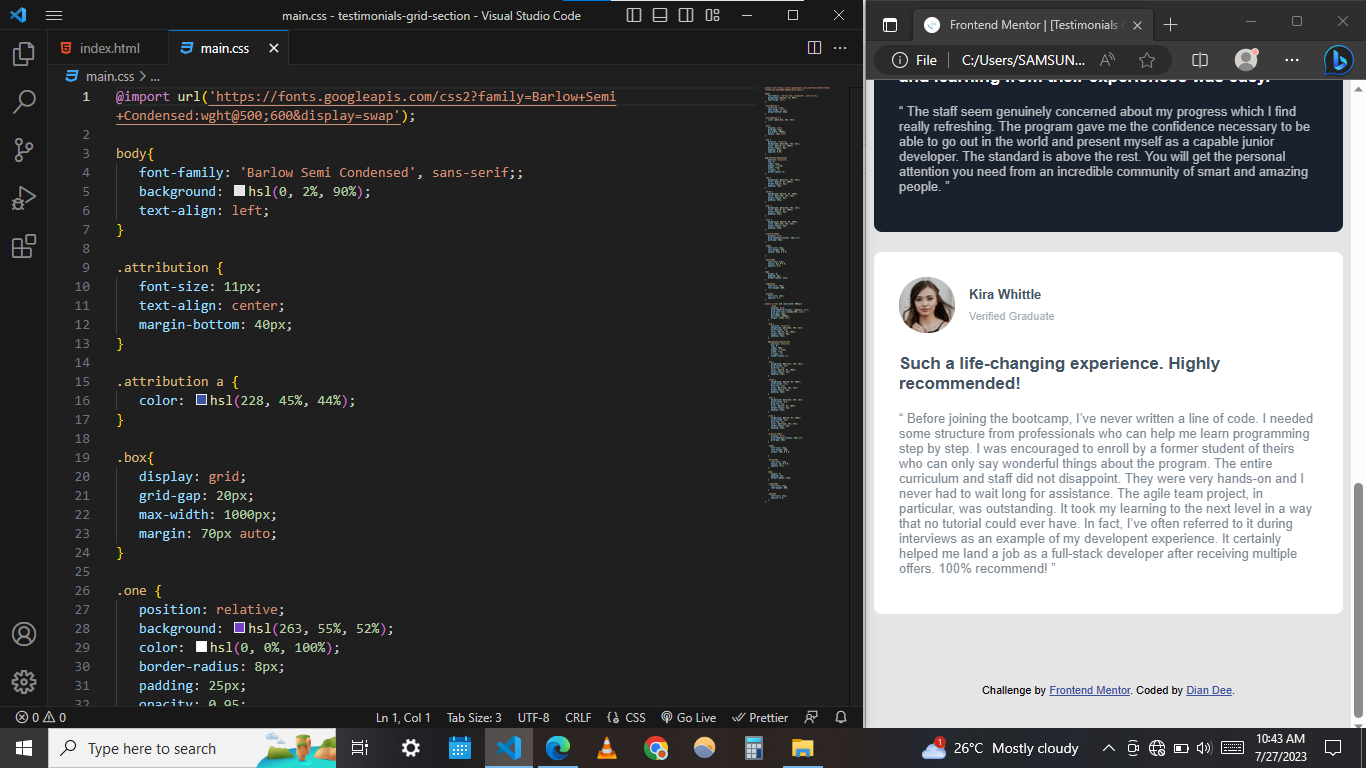 main.css - testimonials-grid-section - Visual Studio Code
index.html
main.css
main.css > ...
1 @import url('https://fonts.googleapis.com/css2?family=Barlow+Semi
+Condensed:wght@500;600&display=swap');
2
3 body{
4 font-family: 'Barlow Semi Condensed', sans-serif;;
5 background: hsl(0, 2%, 90%);
6 text-align: left;
7 }
8
9 .attribution {
10 font-size: 11px;
11 text-align: center;
12 margin-bottom: 40px;
13 }
14
15 .attribution a {
16 color: hsl(228, 45%, 44%);
17 }
18
19 .box{
20 display: grid;
21 grid-gap: 20px;
22 max-width: 1000px;
23 margin: 70px auto;
24 }
25
26 .one {
27 position: relative;
28 background: hsl(263, 55%, 52%);
29 color: hsl(0, 0%, 100%);
30 border-radius: 8px;
31 padding: 25px;
32 opacity: 0.95;
0 0
Ln 1, Col 1
Tab Size: 3
UTF-8
CRLF
CSS
Go Live
Prettier
Frontend Mentor | [Testimonials
File
C:/Users/SAMSUN...
and learning from their experiences was easy.
“ The staff seem genuinely concerned about my progress which I find
really refreshing. The program gave me the confidence necessary to be
able to go out in the world and present myself as a capable junior
developer. The standard is above the rest. You will get the personal
attention you need from an incredible community of smart and amazing
people. ”
Kira Whittle
Verified Graduate
Such a life-changing experience. Highly
recommended!
“ Before joining the bootcamp, I’ve never written a line of code. I needed
some structure from professionals who can help me learn programming
step by step. I was encouraged to enroll by a former student of theirs
who can only say wonderful things about the program. The entire
curriculum and staff did not disappoint. They were very hands-on and I
never had to wait long for assistance. The agile team project, in
particular, was outstanding. It took my learning to the next level in a way
that no tutorial could ever have. In fact, I’ve often referred to it during
interviews as an example of my developent experience. It certainly
helped me land a job as a full-stack developer after receiving multiple
offers. 100% recommend! ”
Challenge by Frontend Mentor. Coded by Dian Dee.
Type here to search
1
26°C Mostly cloudy
10:43 AM
7/27/2023